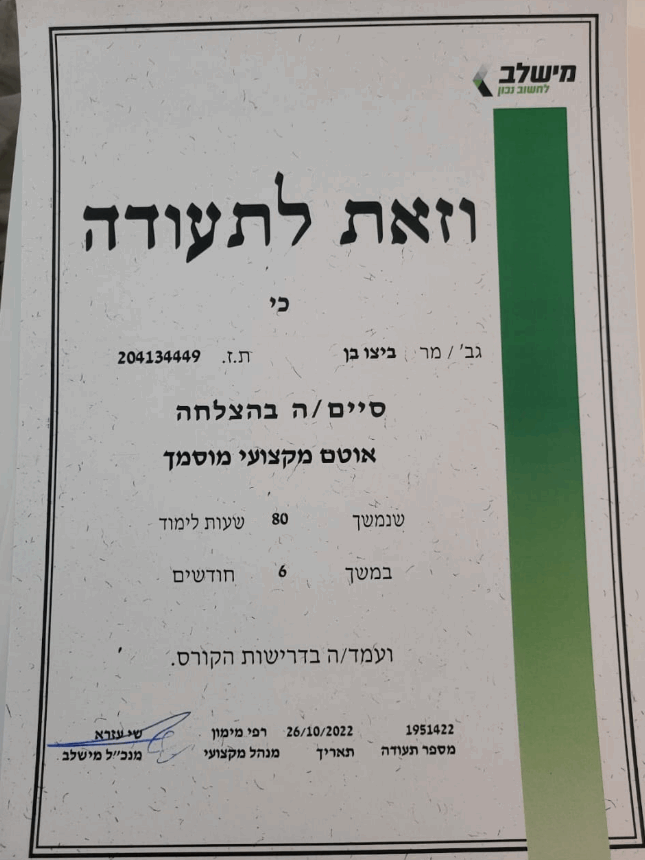 מישלב
לחשוב נכון
וזאת לתעודה
כי
גב' / מר ביצו בן ת.ז. 204134449
סיים/ה בהצלחה
אוטם מקצועי מוסמך
שנמשך 80 שעות לימוד
במשך 6 חודשים
ועמד/ה בדרישות הקורס.
1951422 26/10/2022 רפי מימון שי עזרא
מספר תעודה תאריך מנהל מקצועי מנכ"ל מישלב